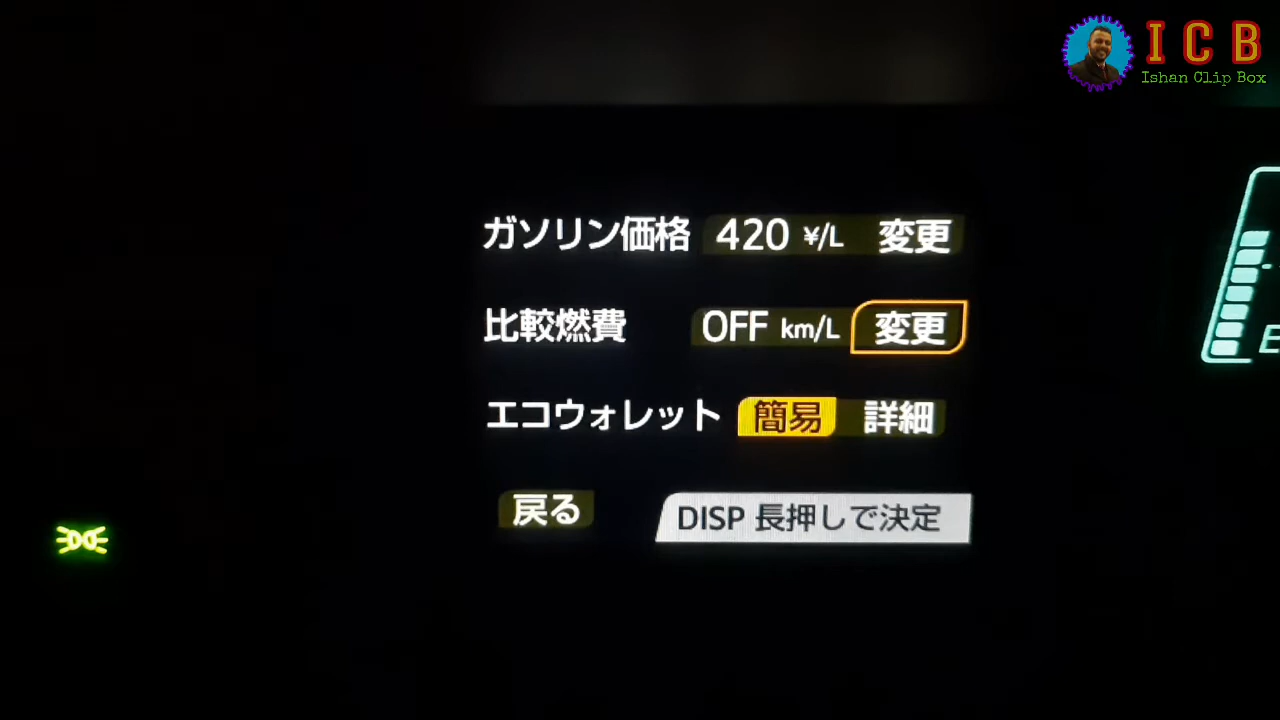 I C B
Ishan Clip Box
ガソリン価格 420 ¥/L 変更
比較燃費 OFF km/L 変更
エコウォレット 簡易 詳細
戻る DISP 長押しで決定
E